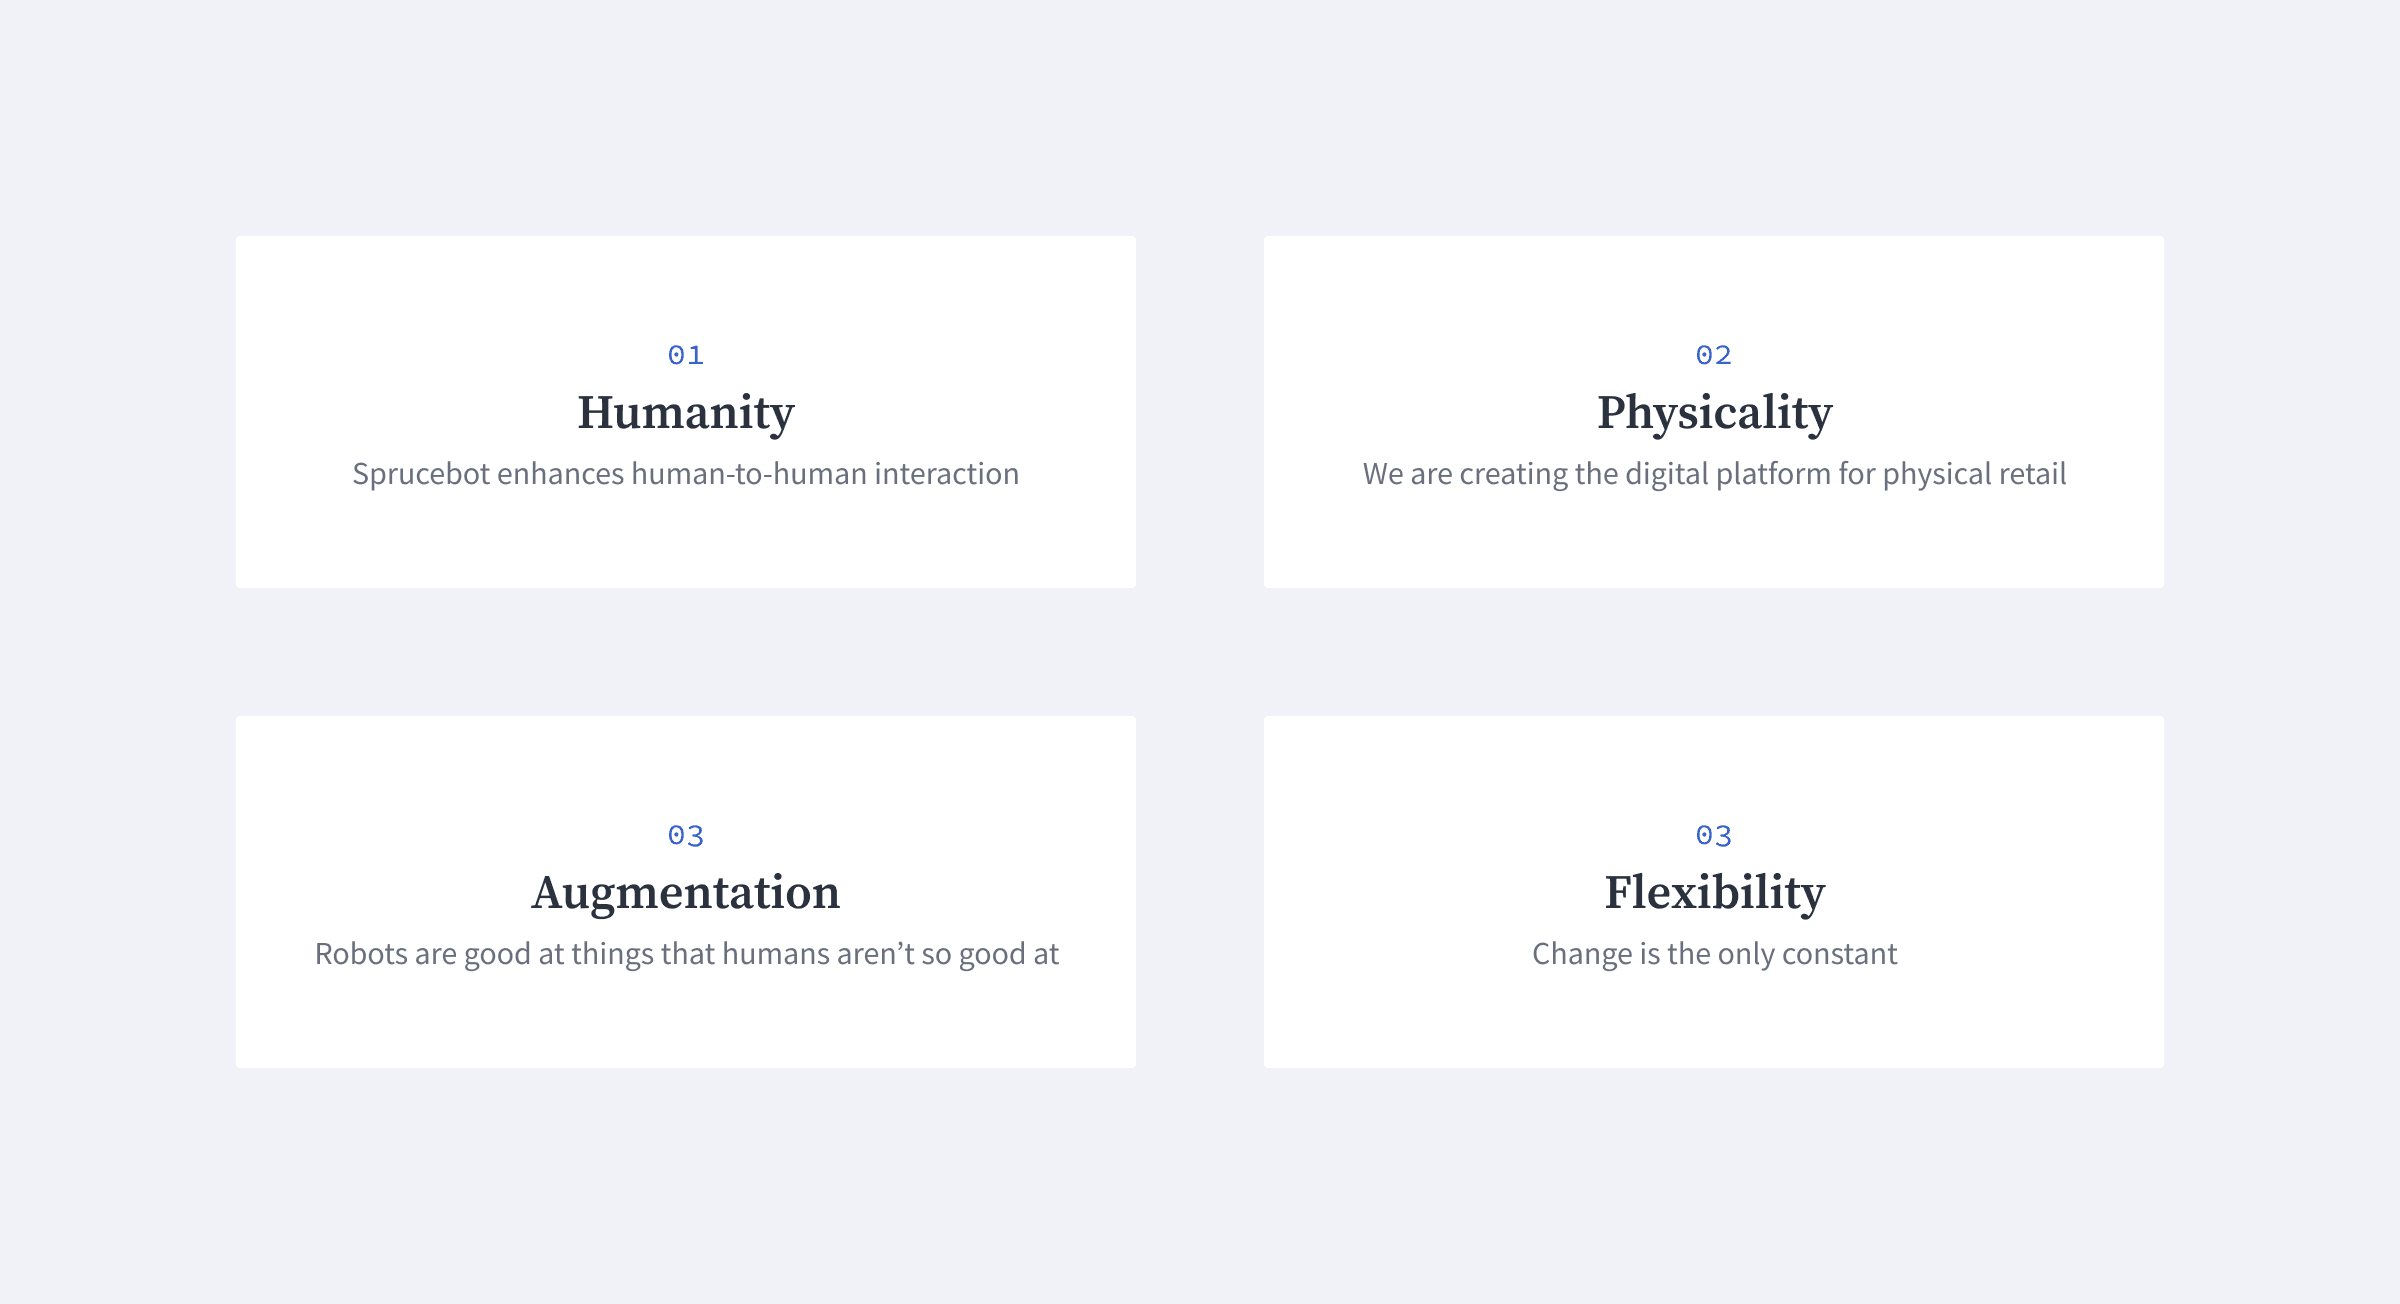 01
Humanity
Sprucebot enhances human-to-human interaction
02
Physicality
We are creating the digital platform for physical retail
03
Augmentation
Robots are good at things that humans aren’t so good at
03
Flexibility
Change is the only constant